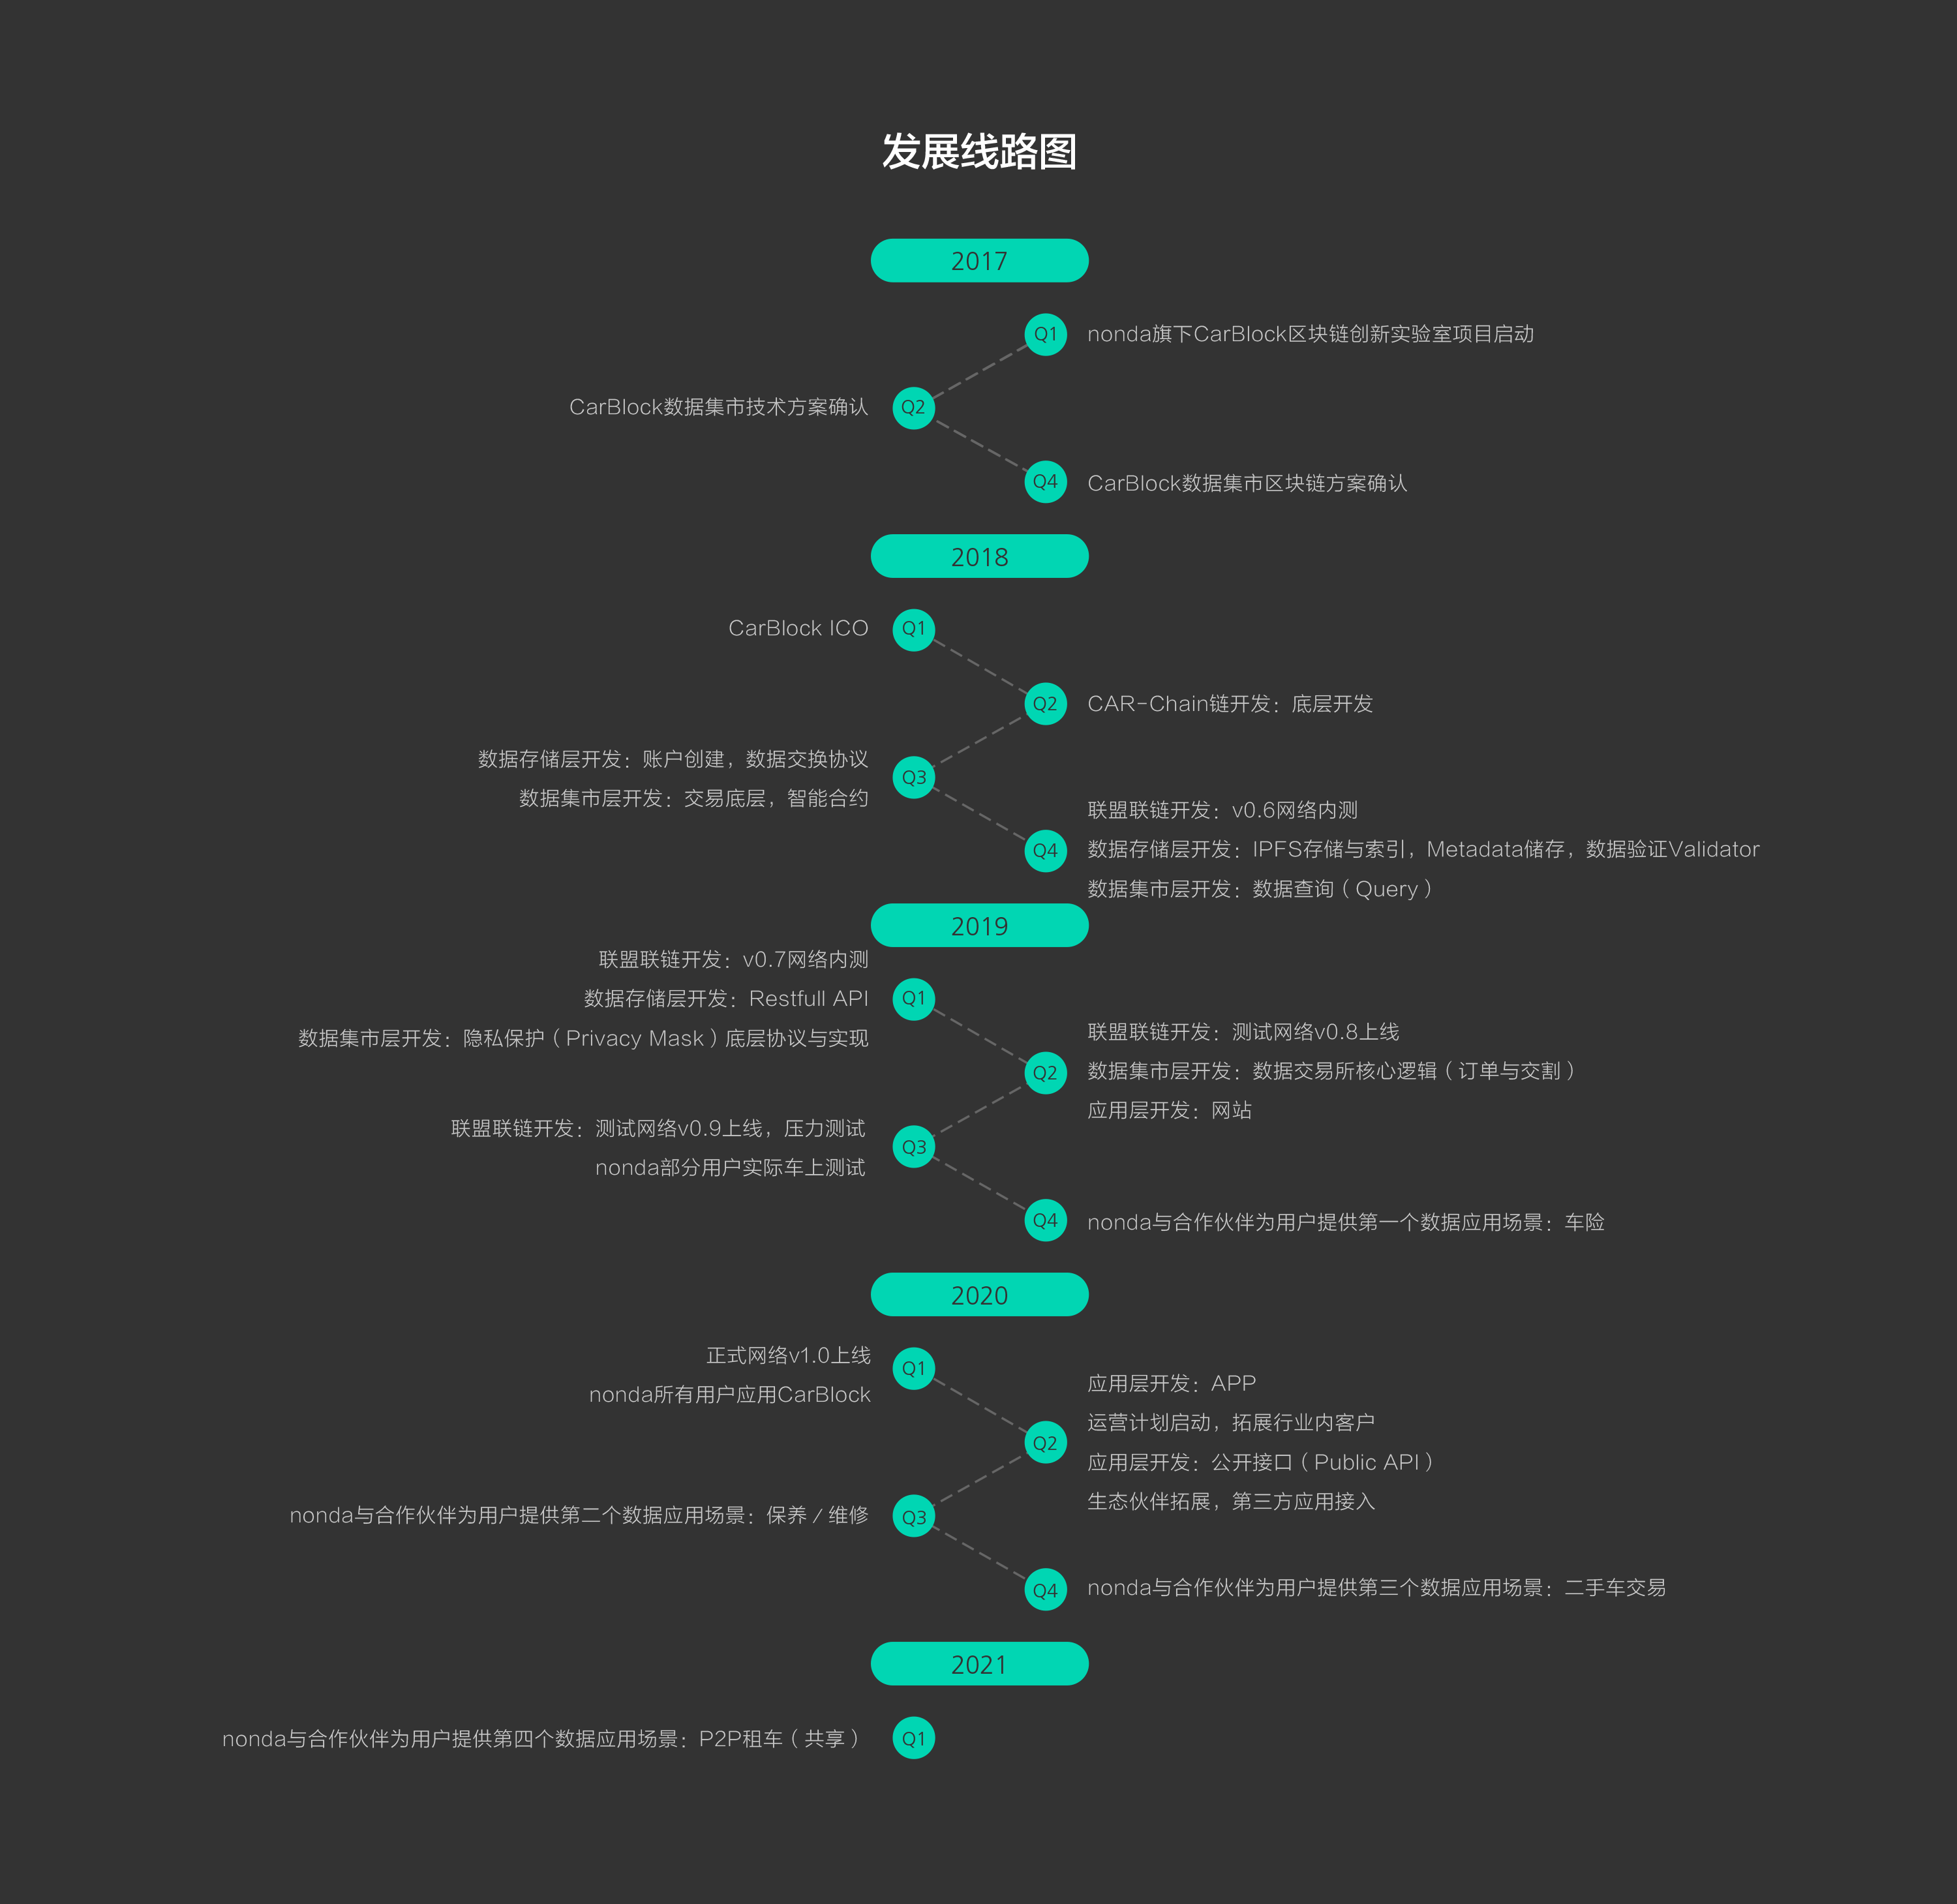 发展线路图
2017
Q1
nonda旗下CarBlock区块链创新实验室项目启动
CarBlock数据集市技术方案确认
Q2
Q4
CarBlock数据集市区块链方案确认
2018
CarBlock ICO
Q1
Q2
CAR-Chain链开发：底层开发
数据存储层开发：账户创建，数据交换协议
数据集市层开发：交易底层，智能合约
Q3
Q4
联盟联链开发：v0.6网络内测
数据存储层开发：IPFS存储与索引，Metadata储存，数据验证Validator
数据集市层开发：数据查询（Query）
2019
联盟联链开发：v0.7网络内测
数据存储层开发：Restfull API
数据集市层开发：隐私保护（Privacy Mask）底层协议与实现
Q1
Q2
联盟联链开发：测试网络v0.8上线
数据集市层开发：数据交易所核心逻辑（订单与交割）
应用层开发：网站
联盟联链开发：测试网络v0.9上线，压力测试
nonda部分用户实际车上测试
Q3
Q4
nonda与合作伙伴为用户提供第一个数据应用场景：车险
2020
正式网络v1.0上线
nonda所有用户应用CarBlock
Q1
Q2
应用层开发：APP
运营计划启动，拓展行业内客户
应用层开发：公开接口（Public API）
生态伙伴拓展，第三方应用接入
nonda与合作伙伴为用户提供第二个数据应用场景：保养／维修
Q3
Q4
nonda与合作伙伴为用户提供第三个数据应用场景：二手车交易
2021
nonda与合作伙伴为用户提供第四个数据应用场景：P2P租车（共享）
Q1